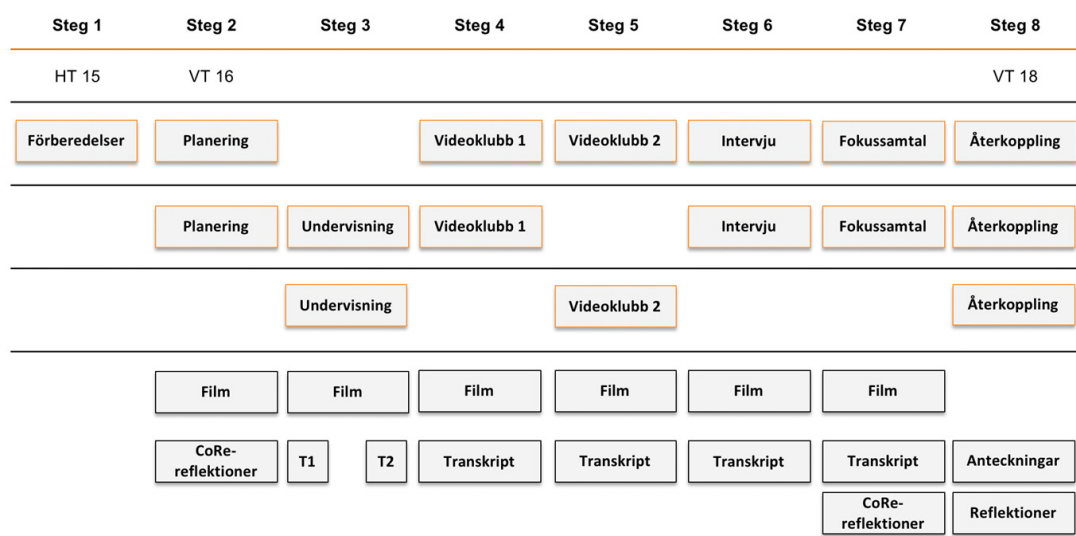 Steg 1 Steg 2 Steg 3 Steg 4 Steg 5 Steg 6 Steg 7 Steg 8
HT 15 VT 16 VT 18
Förberedelser Planering Videoklubb 1 Videoklubb 2 Intervju Fokussamtal Återkoppling
Planering Undervisning Videoklubb 1 Intervju Fokussamtal Återkoppling
Undervisning Videoklubb 2 Återkoppling
Film Film Film Film Film Film
CoRe-
reflektioner T1 T2 Transkript Transkript Transkript Transkript Anteckningar
CoRe-
reflektioner Reflektioner